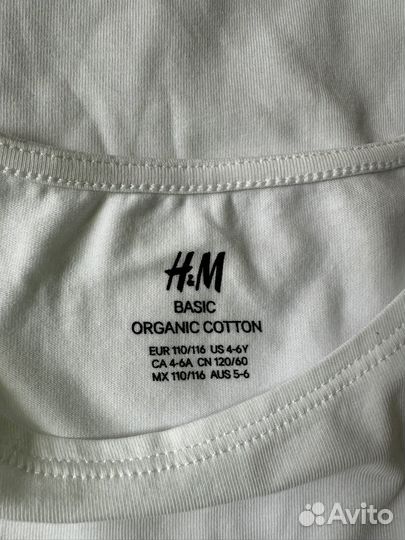 H&M
BASIC
ORGANIC COTTON
EUR 110/116 US 4-6Y
CA 4-6A CN 120/60
MX 110/116 AUS 5-6
Avito